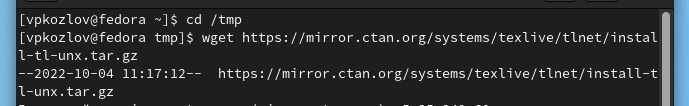 [vpkozlov@fedora ~]$ cd /tmp
[vpkozlov@fedora tmp]$ wget https://mirror.ctan.org/systems/texlive/tlnet/instal
l-tl-unx.tar.gz
--2022-10-04 11:17:12--  https://mirror.ctan.org/systems/texlive/tlnet/install-t
l-unx.tar.gz